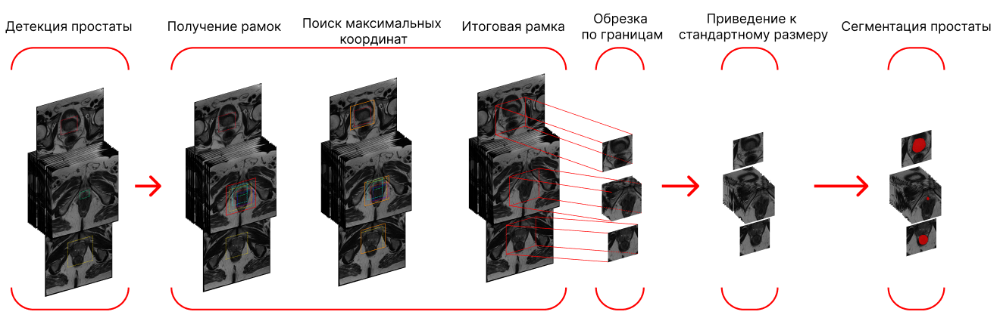 Детекция простаты
Получение рамок
Поиск максимальных
координат
Итоговая рамка
Обрезка
по границам
Приведение к
стандартному размеру
Сегментация простаты